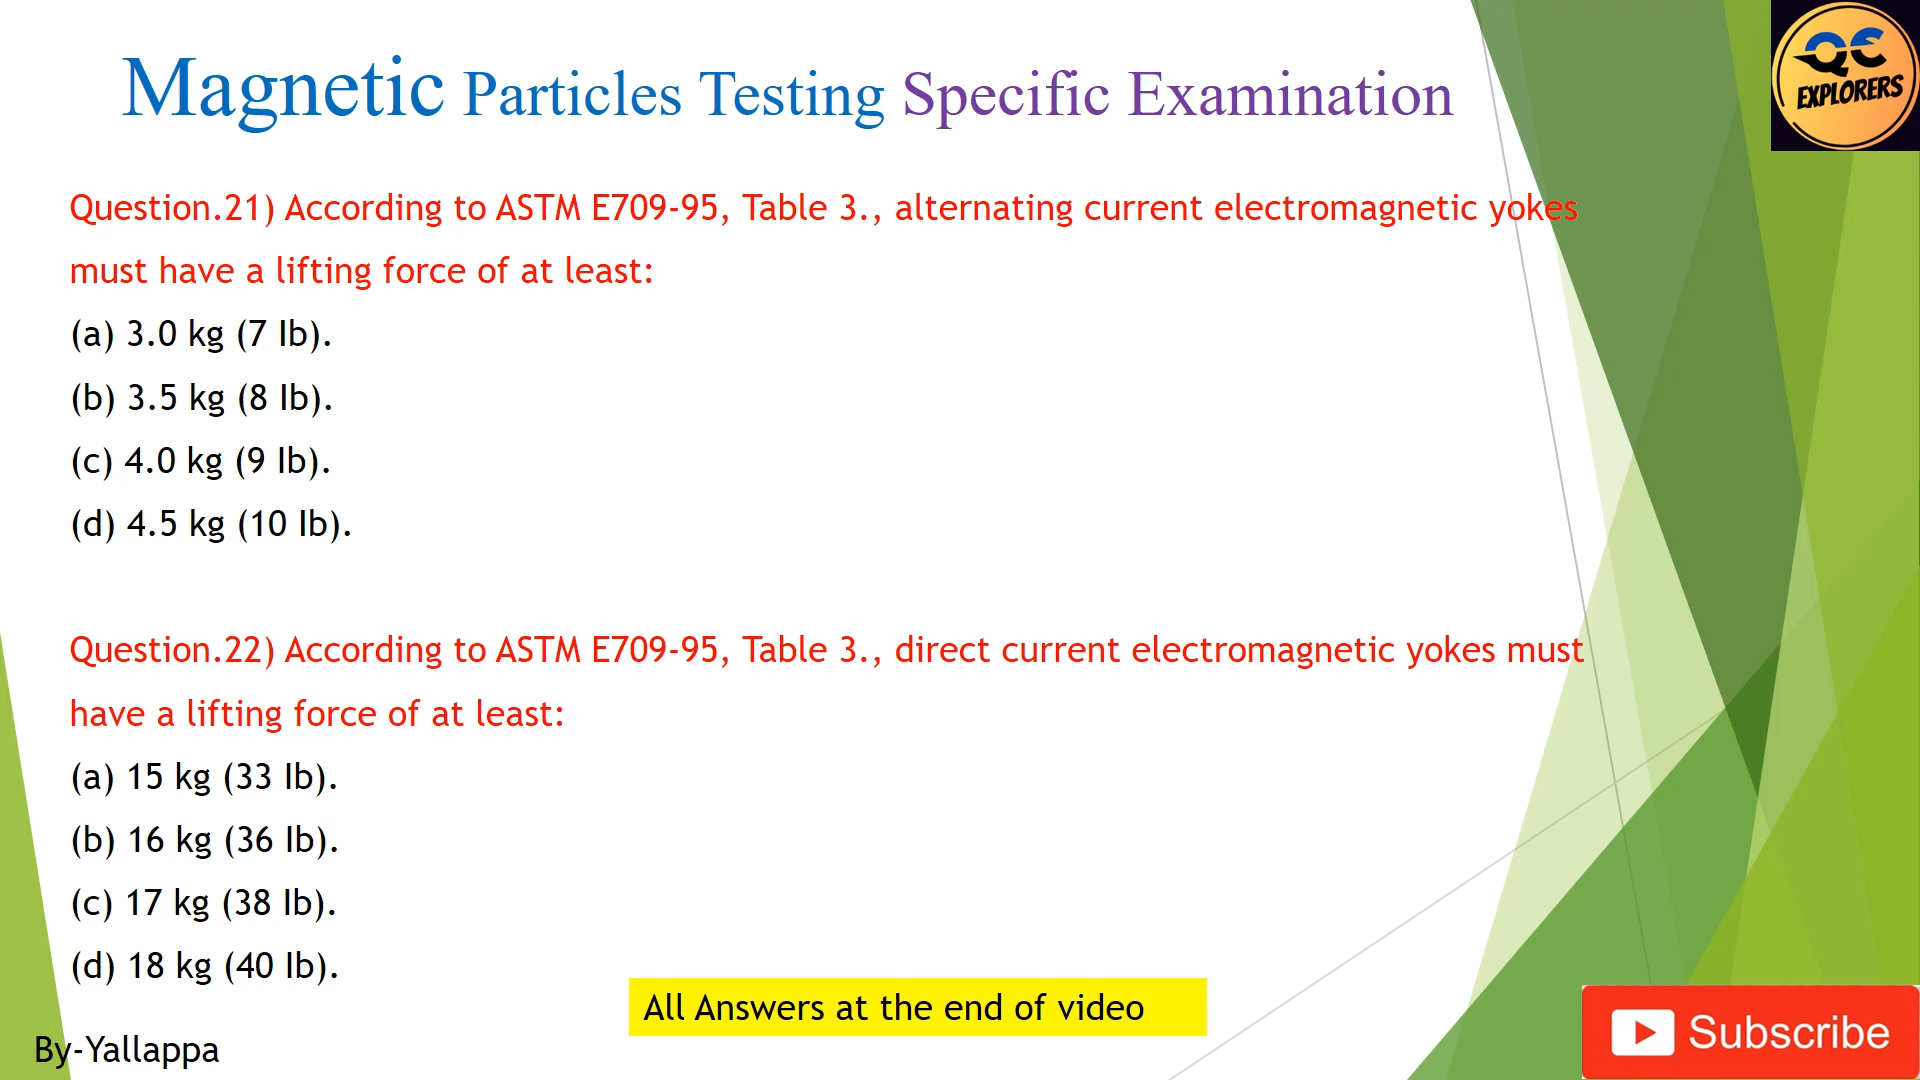 Magnetic Particles Testing Specific Examination
QE
EXPLORERS
Question.21) According to ASTM E709-95, Table 3., alternating current electromagnetic yokes
must have a lifting force of at least:
(a) 3.0 kg (7 Ib).
(b) 3.5 kg (8 Ib).
(c) 4.0 kg (9 Ib).
(d) 4.5 kg (10 Ib).
Question.22) According to ASTM E709-95, Table 3., direct current electromagnetic yokes must
have a lifting force of at least:
(a) 15 kg (33 Ib).
(b) 16 kg (36 Ib).
(c) 17 kg (38 Ib).
(d) 18 kg (40 Ib).
All Answers at the end of video
By-Yallappa
Subscribe